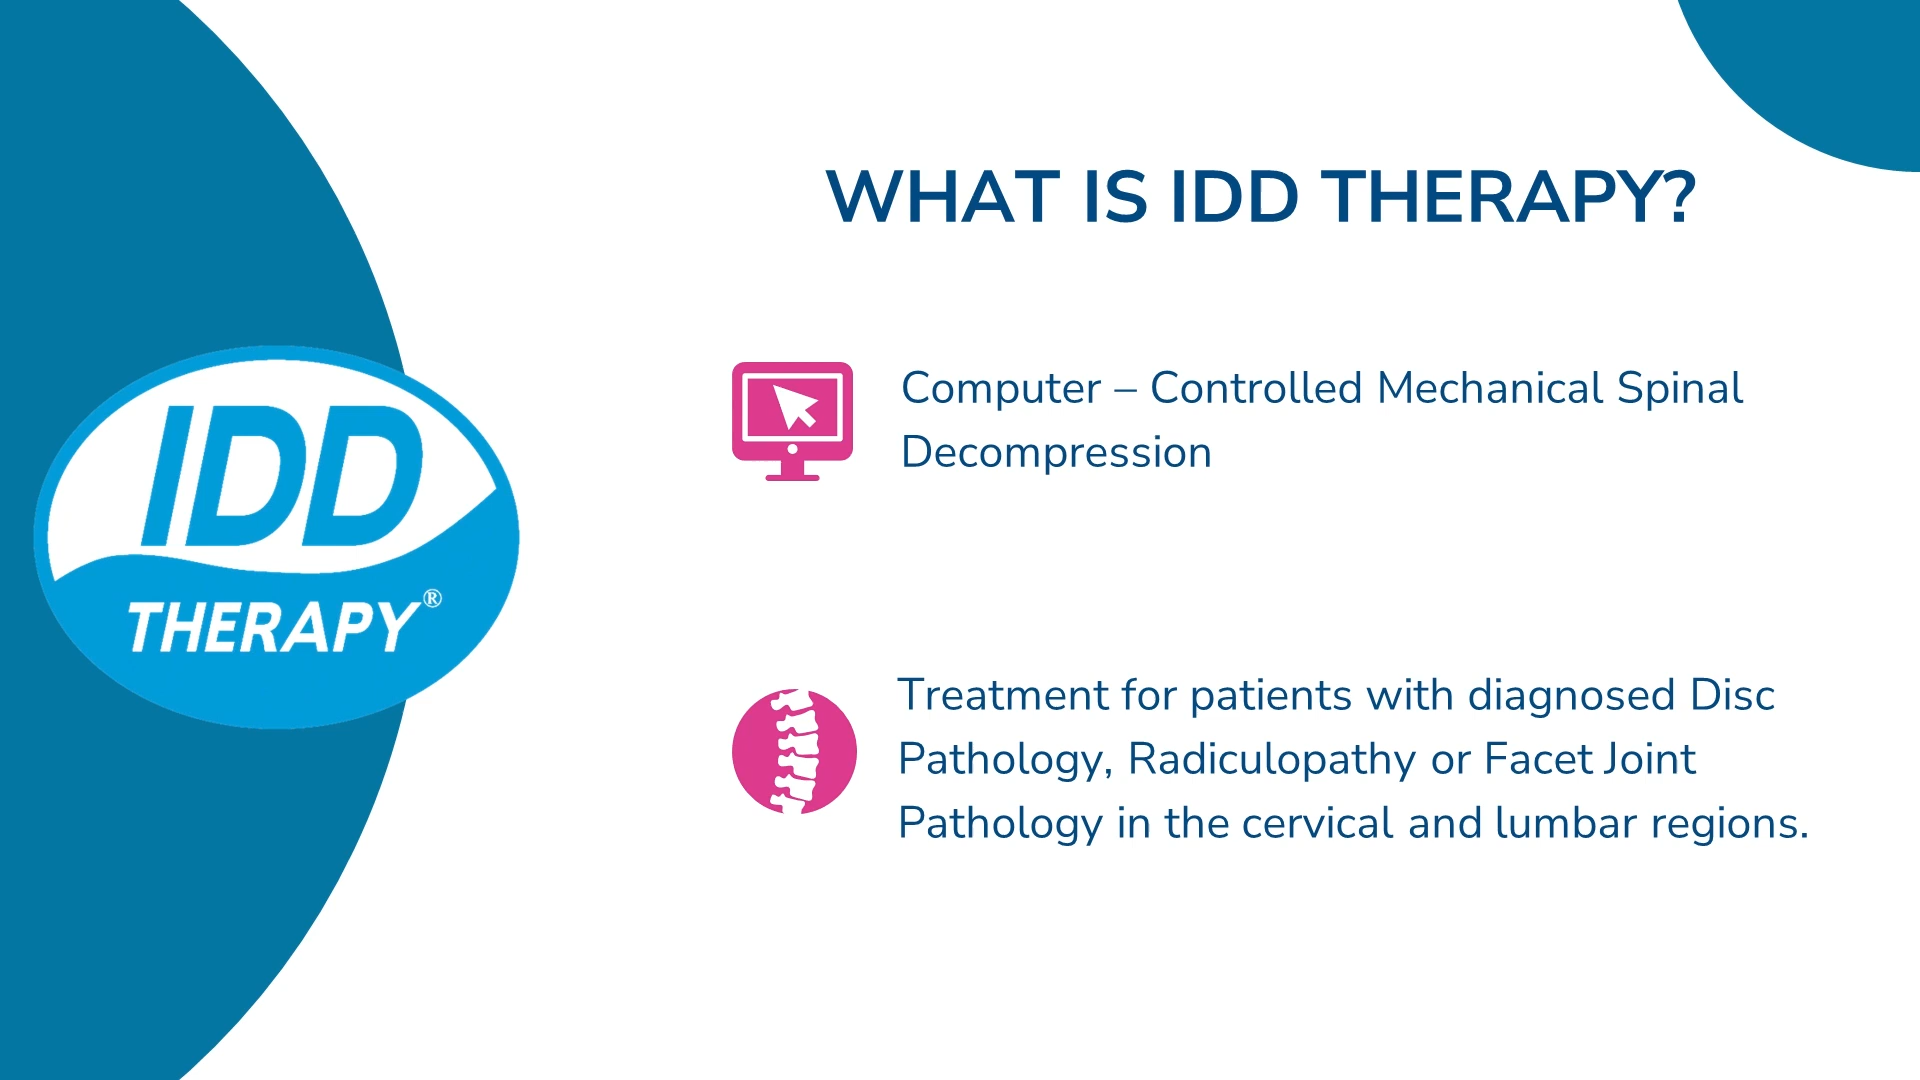 WHAT IS IDD THERAPY?
Computer – Controlled Mechanical Spinal
Decompression
IDD
THERAPY®
Treatment for patients with diagnosed Disc
Pathology, Radiculopathy or Facet Joint
Pathology in the cervical and lumbar regions.